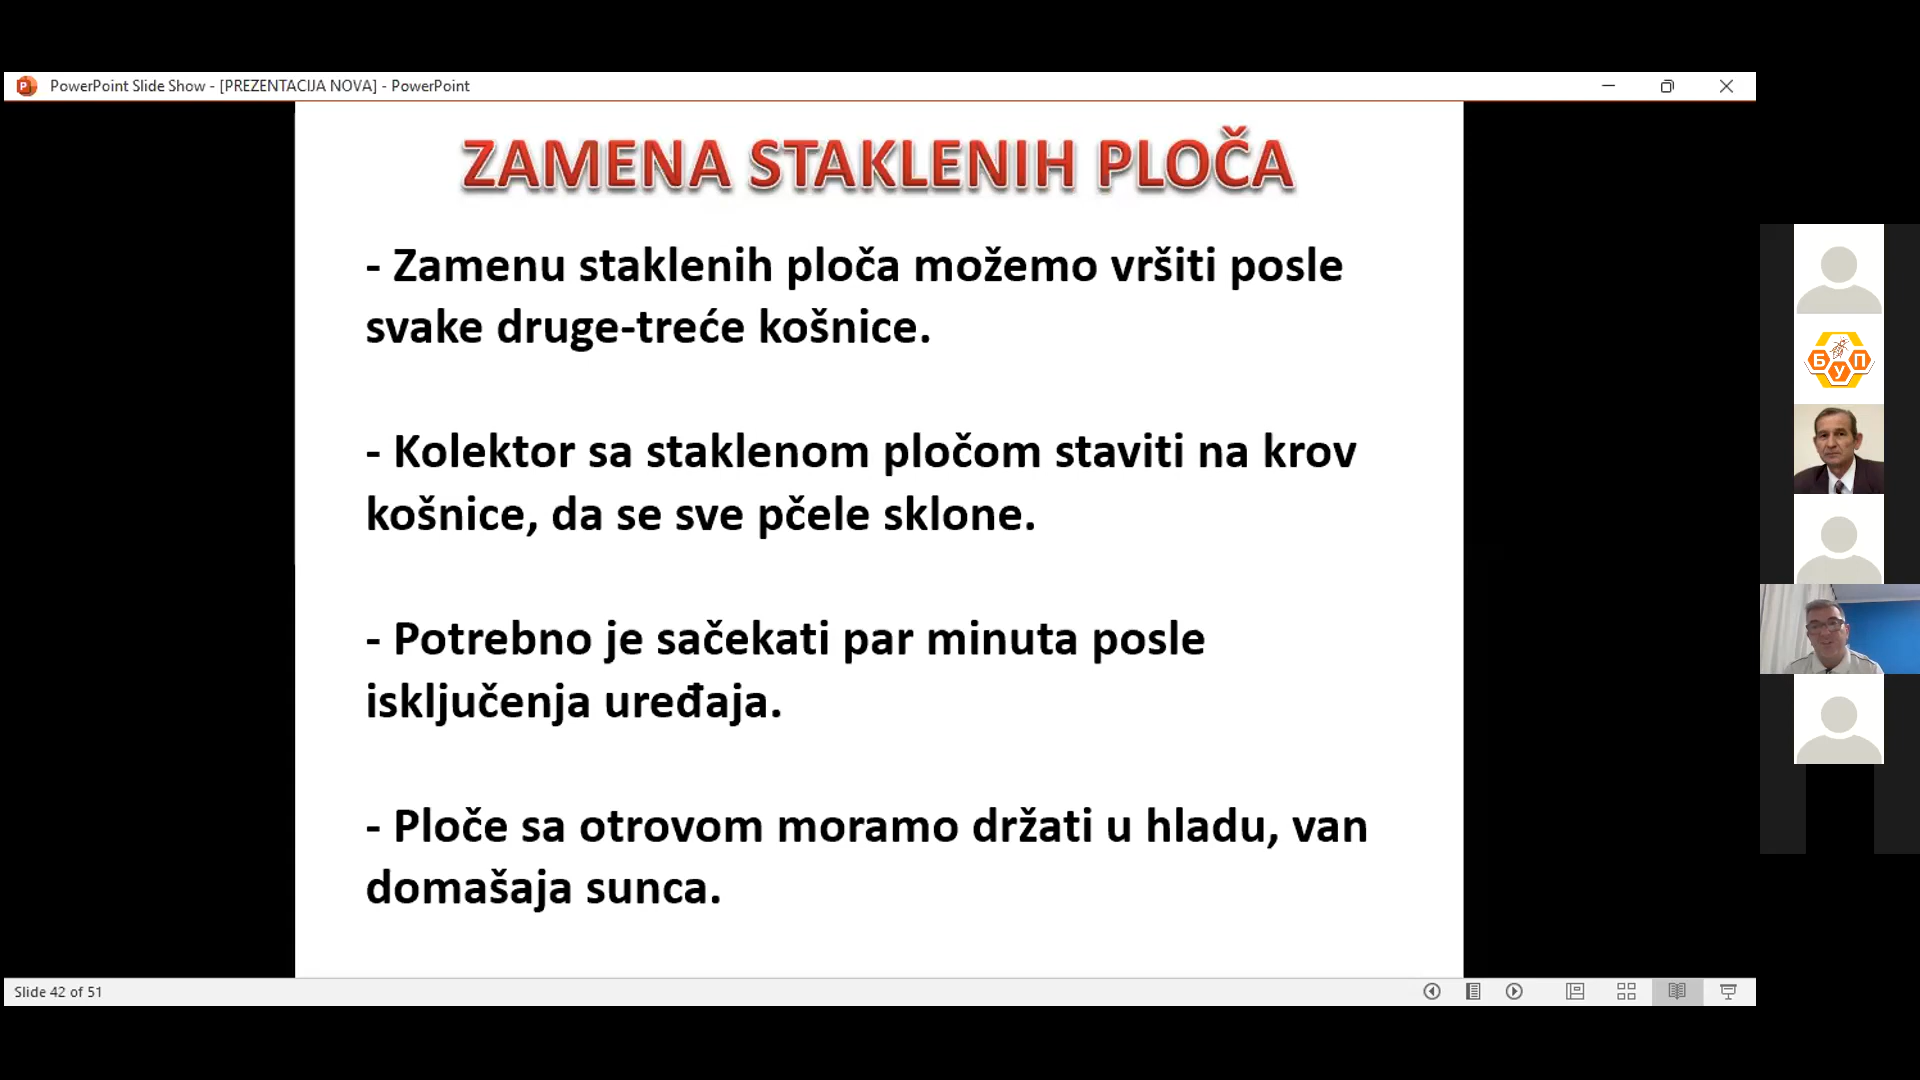 PowerPoint Slide Show - [PREZENTACIJA NOVA] - PowerPoint
ZAMENA STAKLENIH PLOČA
- Zamenu staklenih ploča možemo vršiti posle
svake druge-treće košnice.
- Kolektor sa staklenom pločom staviti na krov
košnice, da se sve pčele sklone.
- Potrebno je sačekati par minuta posle
isključenja uređaja.
- Ploče sa otrovom moramo držati u hladu, van
domašaja sunca.
БУП
Slide 42 of 51